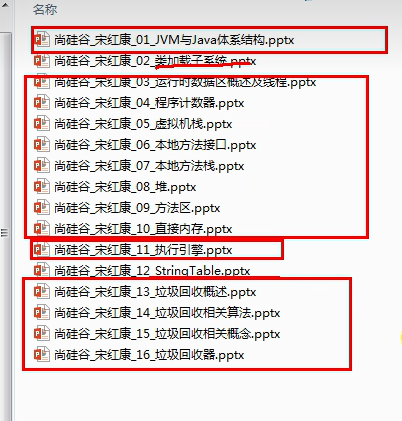 名称
尚硅谷_宋红康_01_JVM与Java体系结构.pptx
尚硅谷_宋红康_02_类加载子系统.pptx
尚硅谷_宋红康_03_运行时数据区概述及线程.pptx
尚硅谷_宋红康_04_程序计数器.pptx
尚硅谷_宋红康_05_虚拟机栈.pptx
尚硅谷_宋红康_06_本地方法接口.pptx
尚硅谷_宋红康_07_本地方法栈.pptx
尚硅谷_宋红康_08_堆.pptx
尚硅谷_宋红康_09_方法区.pptx
尚硅谷_宋红康_10_直接内存.pptx
尚硅谷_宋红康_11_执行引擎.pptx
尚硅谷_宋红康_12_StringTable.pptx
尚硅谷_宋红康_13_垃圾回收概述.pptx
尚硅谷_宋红康_14_垃圾回收相关算法.pptx
尚硅谷_宋红康_15_垃圾回收相关概念.pptx
尚硅谷_宋红康_16_垃圾回收器.pptx